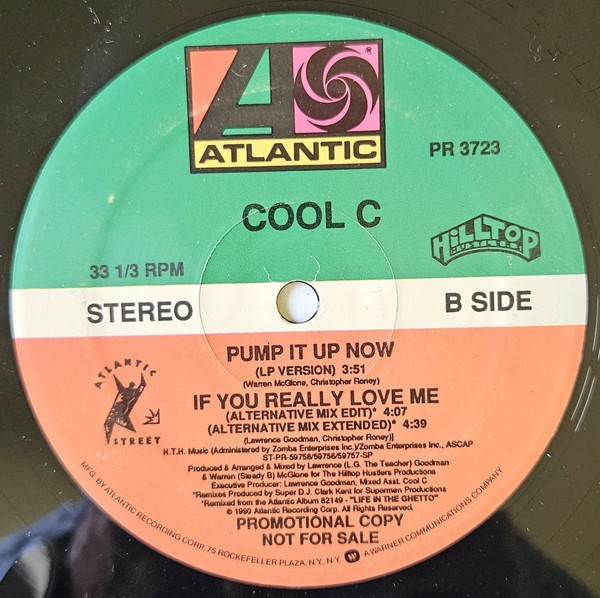 ATLANTIC
PR 3723
COOL C
HILLTOP
HUSTLERS
33 1/3 RPM
STEREO
B SIDE
PUMP IT UP NOW
(LP VERSION) 3:51
(Warren McGlone, Christopher Roney)
ATLANTIC
STREET
IF YOU REALLY LOVE ME
(ALTERNATIVE MIX EDIT)* 4:07
(ALTERNATIVE MIX EXTENDED)* 4:39
(Lawrence Goodman, Christopher Roney)]
H.T.H. Music (Administered by Zomba Enterprises Inc.)/Zomba Enterprises Inc., ASCAP
ST-PR-59758/59756/59757-SP
Produced & Arranged & Mixed by Lawrence (L.G. The Teacher) Goodman
& Warren (Steady B) McGlone for The Hilltop Hustlers Productions
Executive Producer: Lawrence Goodman, Mixed Asst. Cool C
*Remixes Produced by Super D.J. Clark Kent for Supermen Productions
*Remixed from the Atlantic Album 82149 - "LIFE IN THE GHETTO"
© 1990 Atlantic Recording Corp. All Rights Reserved.
PROMOTIONAL COPY
NOT FOR SALE
MFG. BY ATLANTIC RECORDING CORP. 75 ROCKEFELLER PLAZA, N.Y., N.Y. A WARNER COMMUNICATIONS COMPANY